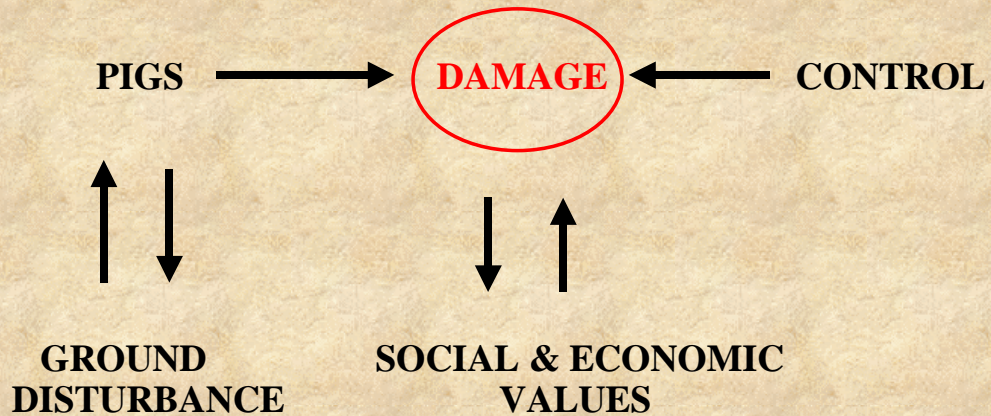 PIGS DAMAGE CONTROL
GROUND
DISTURBANCE
SOCIAL & ECONOMIC
VALUES